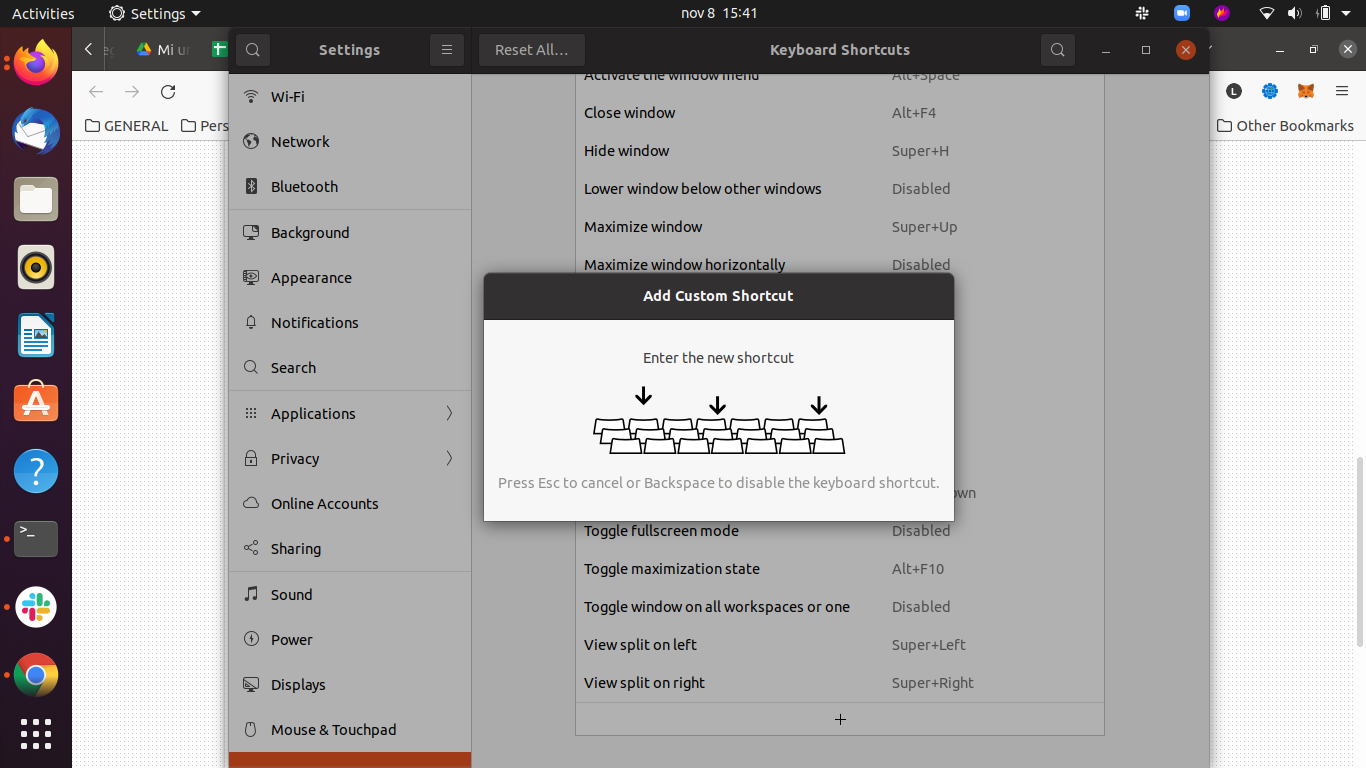 Activities
Settings
nov 8 15:41
Mi u
Settings
Reset All…
Keyboard Shortcuts
L
GENERAL
Pers
Other Bookmarks
Wi-Fi
Network
Bluetooth
Background
Appearance
Notifications
Search
Applications
Privacy
Online Accounts
Sharing
Sound
Power
Displays
Mouse & Touchpad
Activate the window menu Alt+Space
Close window Alt+F4
Hide window Super+H
Lower window below other windows Disabled
Maximize window Super+Up
Maximize window horizontally Disabled
Add Custom Shortcut
Enter the new shortcut
Press Esc to cancel or Backspace to disable the keyboard shortcut.
own
Toggle fullscreen mode Disabled
Toggle maximization state Alt+F10
Toggle window on all workspaces or one Disabled
View split on left Super+Left
View split on right Super+Right
+
>_
?